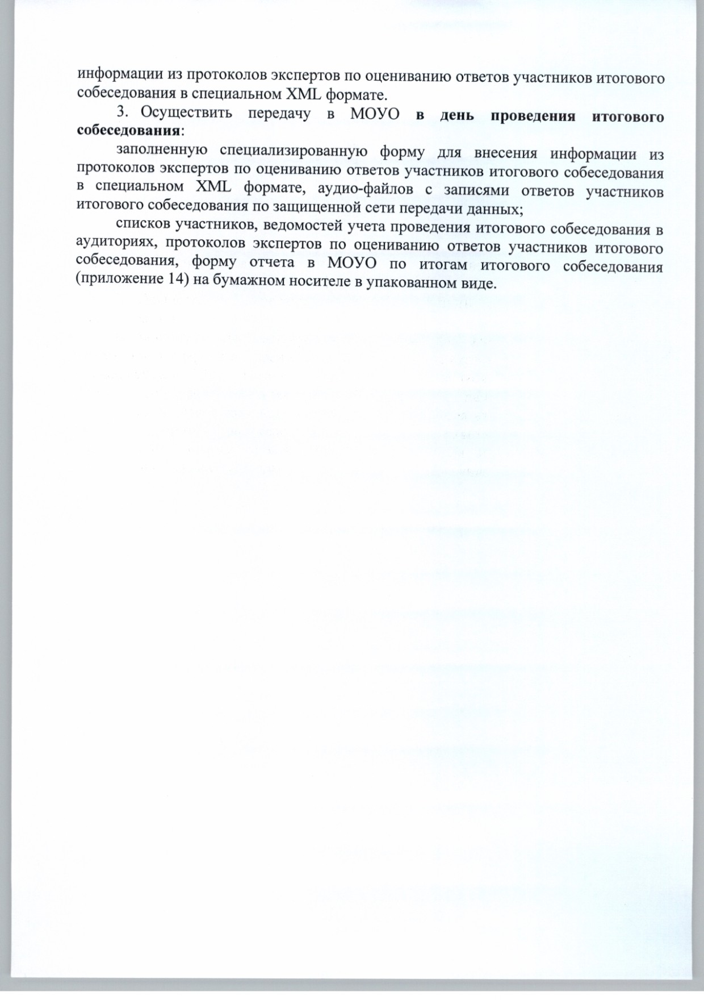 информации из протоколов экспертов по оцениванию ответов участников итогового
собеседования в специальном XML формате.
3. Осуществить передачу в МОУО в день проведения итогового
собеседования:
заполненную специализированную форму для внесения информации из
протоколов экспертов по оцениванию ответов участников итогового собеседования
в специальном XML формате, аудио-файлов с записями ответов участников
итогового собеседования по защищенной сети передачи данных;
списков участников, ведомостей учета проведения итогового собеседования в
аудиториях, протоколов экспертов по оцениванию ответов участников итогового
собеседования, форму отчета в МОУО по итогам итогового собеседования
(приложение 14) на бумажном носителе в упакованном виде.